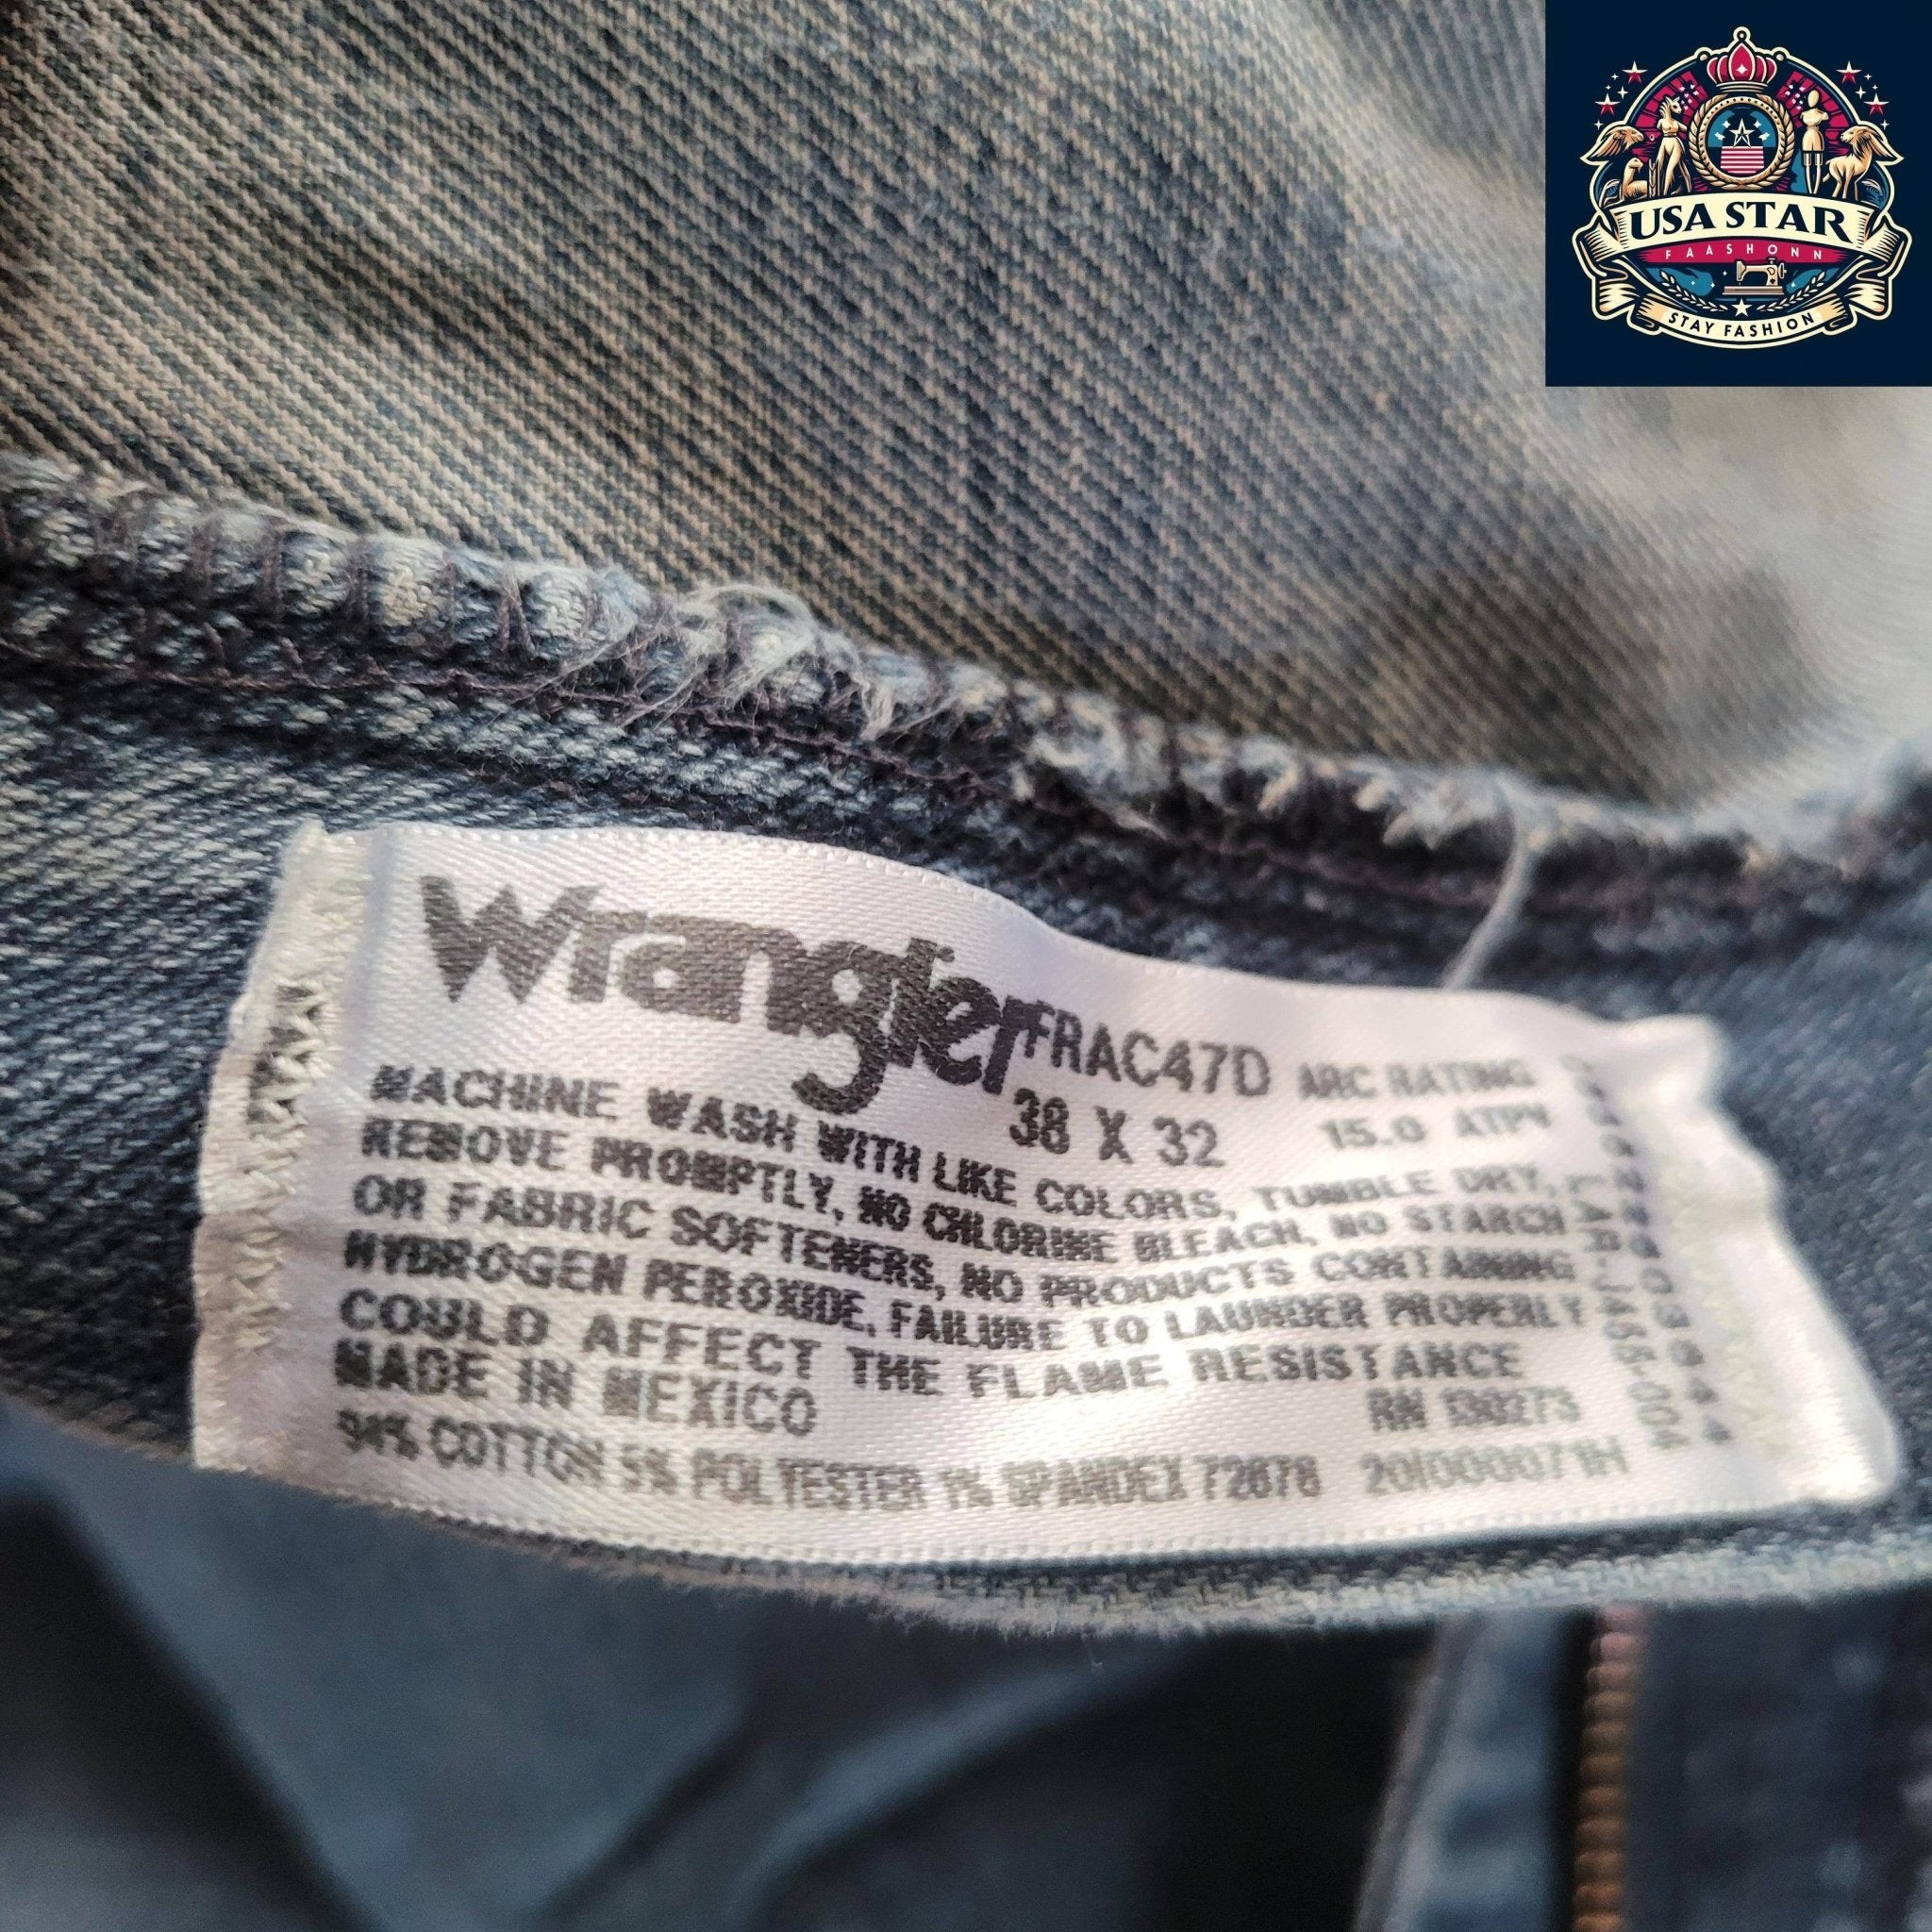 USA STAR
FAASHONN
STAY FASHION
Wrangler FRAC47D ARC RATING
38 X 32 15.0 ATPV
MACHINE WASH WITH LIKE COLORS, TUMBLE DRY,
REMOVE PROMPTLY, NO CHLORINE BLEACH, NO STARCH
OR FABRIC SOFTENERS, NO PRODUCTS CONTAINING
HYDROGEN PEROXIDE, FAILURE TO LAUNDER PROPERLY
COULD AFFECT THE FLAME RESISTANCE
MADE IN MEXICO RN 130273
94% COTTON 5% POLYESTER 1% SPANDEX 72678